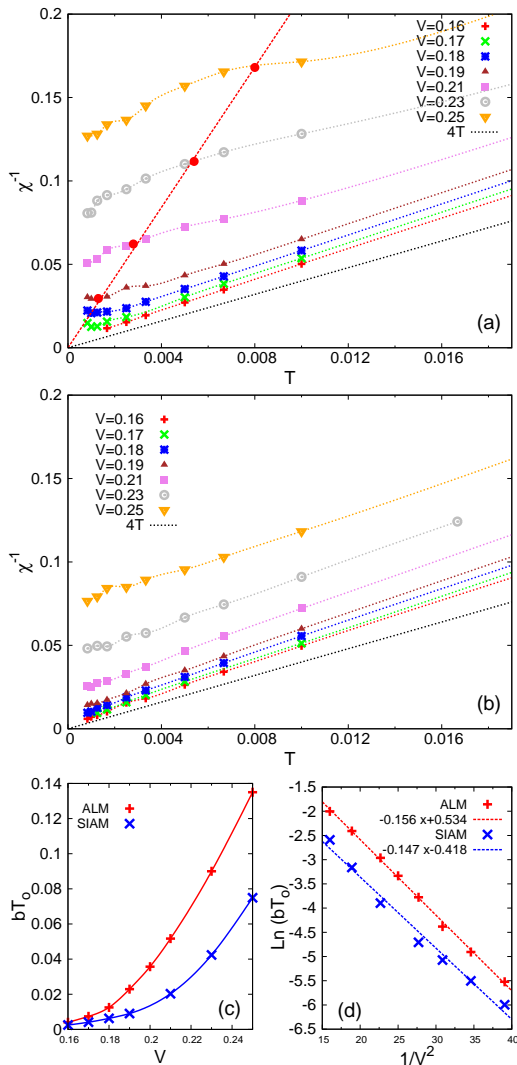 0.2
0.15
0.1
0.05
0
χ⁻¹
V=0.16
V=0.17
V=0.18
V=0.19
V=0.21
V=0.23
V=0.25
4T
(a)
0 0.004 0.008 0.012 0.016
T
0.2
0.15
0.1
0.05
0
χ⁻¹
V=0.16
V=0.17
V=0.18
V=0.19
V=0.21
V=0.23
V=0.25
4T
(b)
0 0.004 0.008 0.012 0.016
T
0.14
0.12
0.1
0.08
0.06
0.04
0.02
0
bTₒ
ALM
SIAM
(c)
0.16 0.18 0.2 0.22 0.24
V
-1.5
-2
-2.5
-3
-3.5
-4
-4.5
-5
-5.5
-6
-6.5
Ln (bTₒ)
ALM
-0.156 x+0.534
SIAM
-0.147 x-0.418
(d)
15 20 25 30 35 40
1/V²